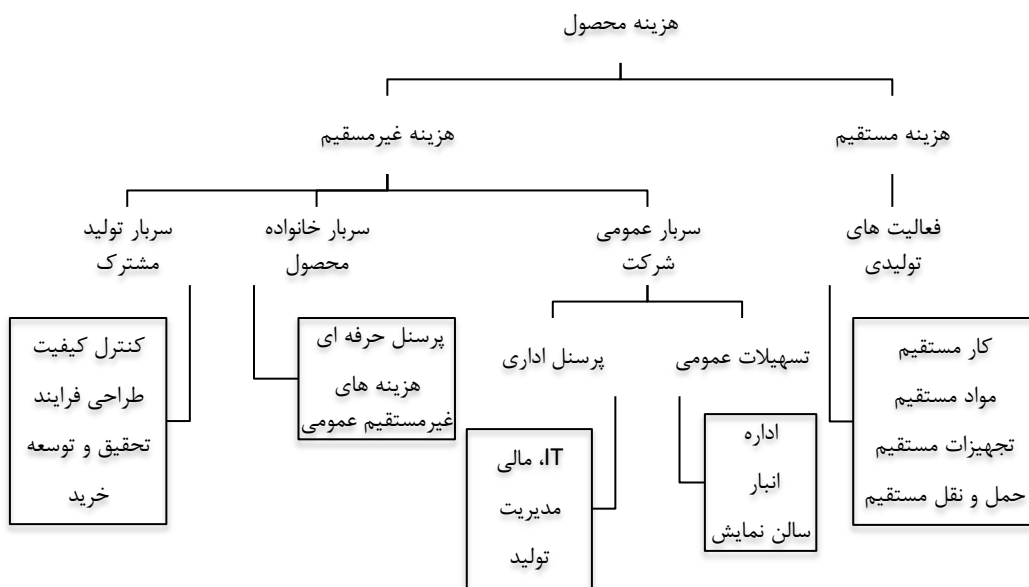 هزینه محصول
هزینه مستقیم
هزینه غیرمسقیم
فعالیت های
تولیدی
سربار عمومی
شرکت
سربار خانواده
محصول
سربار تولید
مشترک
کار مستقیم
مواد مستقیم
تجهیزات مستقیم
حمل و نقل مستقیم
تسهیلات عمومی
پرسنل اداری
اداره
انبار
سالن نمایش
IT، مالی
مدیریت
تولید
پرسنل حرفه ای
هزینه های
غیرمستقیم عمومی
کنترل کیفیت
طراحی فرایند
تحقیق و توسعه
خرید